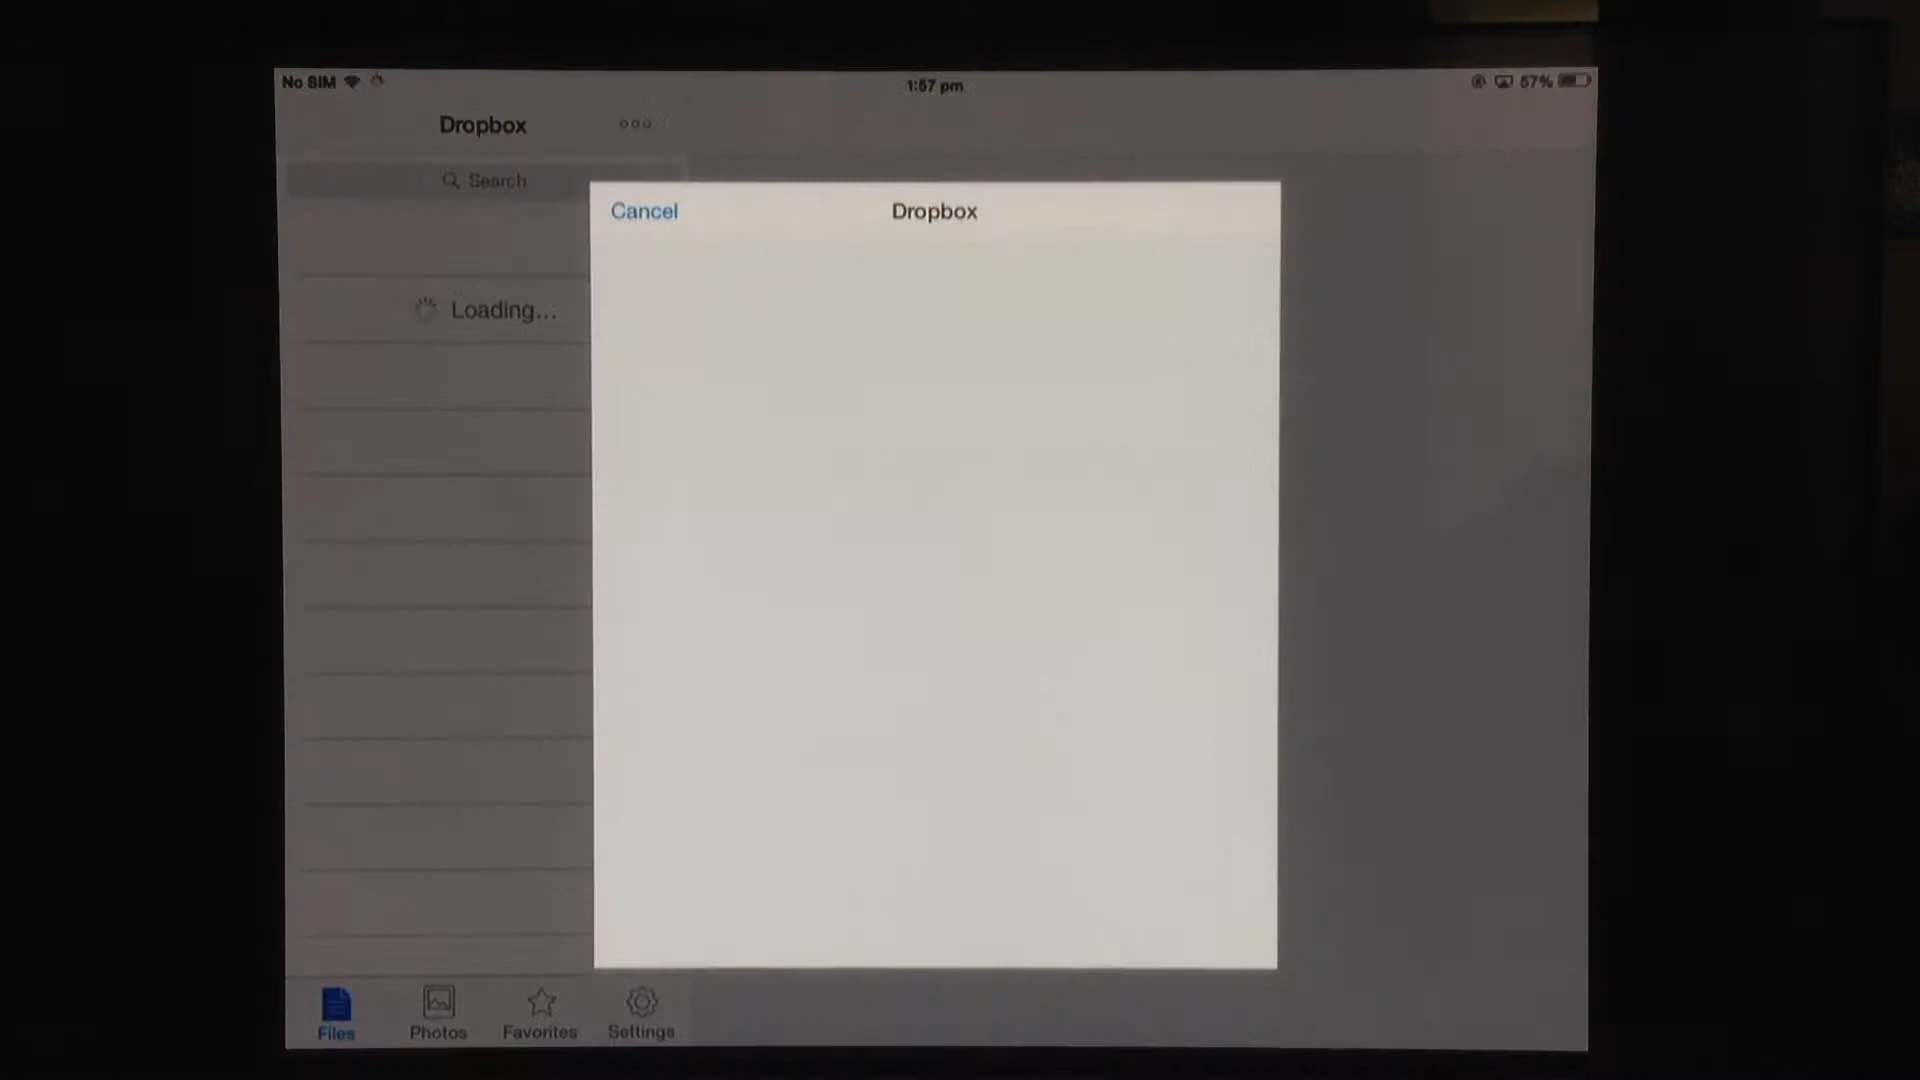 No SIM
1:57 pm
57%
Dropbox
Search
Cancel
Dropbox
Loading...
Files
Photos
Favorites
Settings